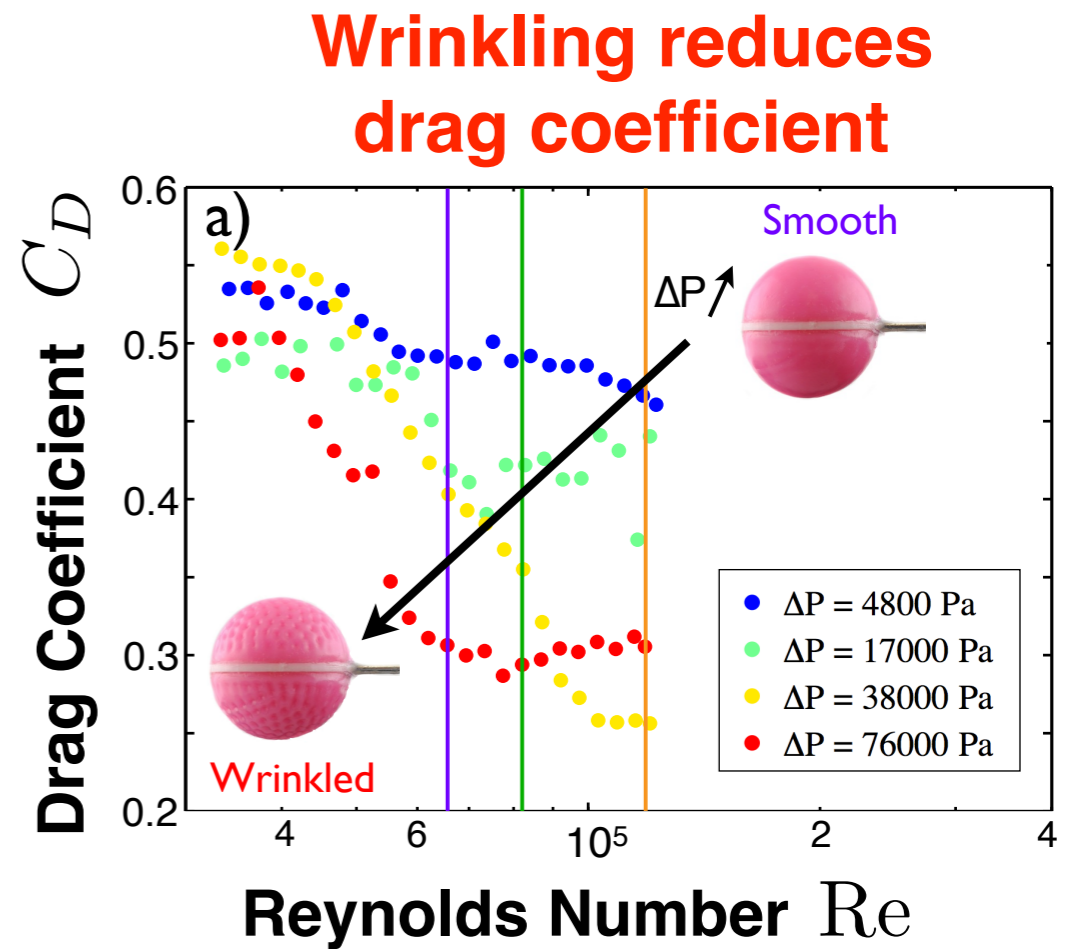 Wrinkling reduces
drag coefficient
Drag Coefficient C_D
0.6
0.5
0.4
0.3
0.2
a)
Smooth
ΔP
Wrinkled
ΔP = 4800 Pa
ΔP = 17000 Pa
ΔP = 38000 Pa
ΔP = 76000 Pa
4 6 10⁵ 2 4
Reynolds Number Re